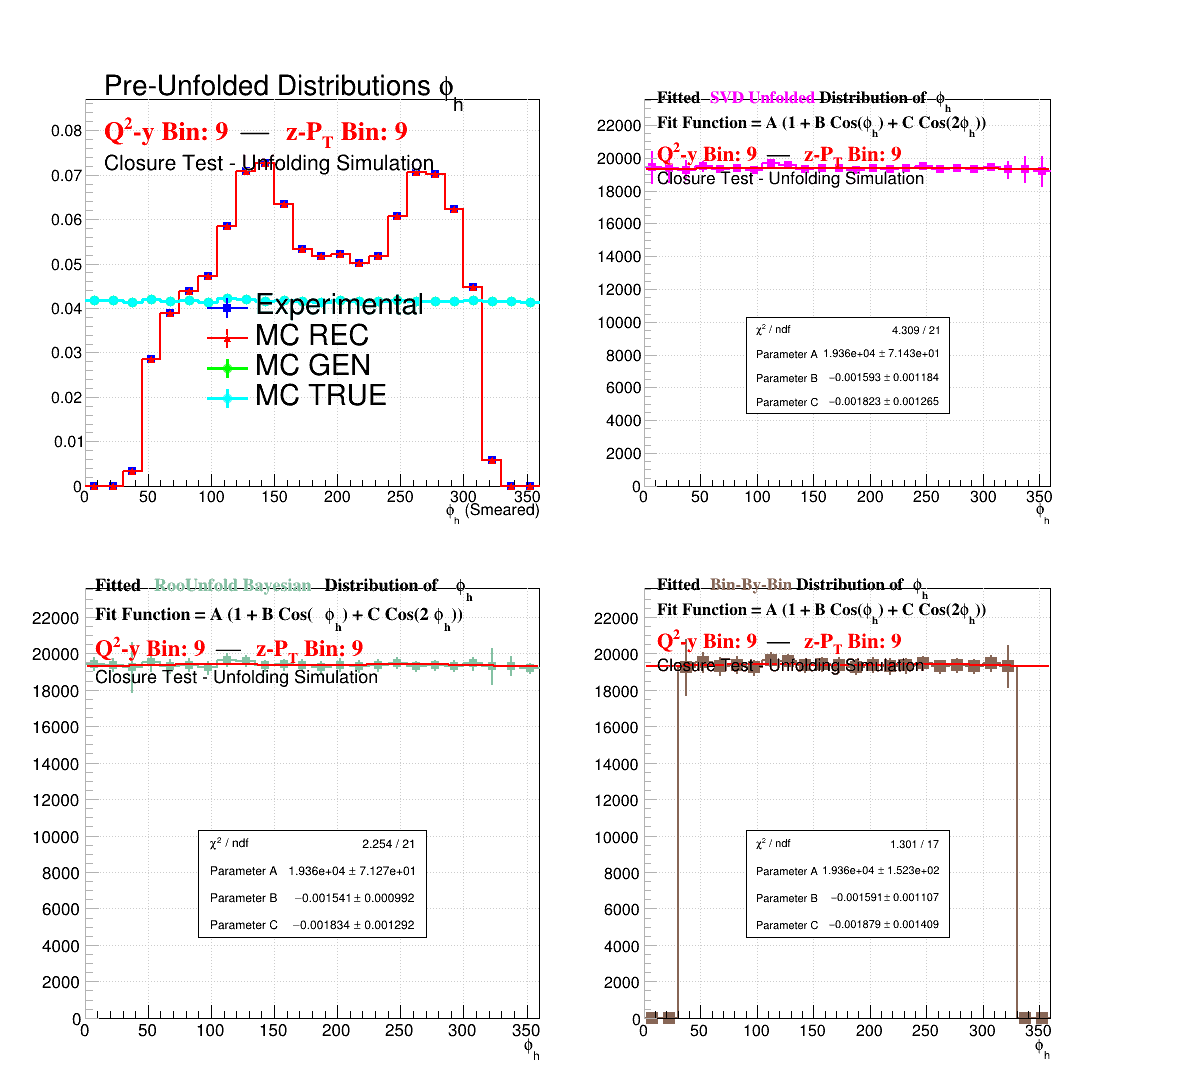 Pre-Unfolded Distributions ϕh
Q²-y Bin: 9 — z-PT Bin: 9
Closure Test - Unfolding Simulation
0.08
0.07
0.06
0.05
0.04
0.03
0.02
0.01
0
Experimental
MC REC
MC GEN
MC TRUE
0 50 100 150 200 250 300 350
ϕh (Smeared)
Fitted SVD Unfolded Distribution of ϕh
Fit Function = A (1 + B Cos(ϕh) + C Cos(2ϕh))
Q²-y Bin: 9 — z-PT Bin: 9
Closure Test - Unfolding Simulation
22000
20000
18000
16000
14000
12000
10000
8000
6000
4000
2000
0
χ² / ndf 4.309 / 21
Parameter A 1.936e+04 ± 7.143e+01
Parameter B −0.001593 ± 0.001184
Parameter C −0.001823 ± 0.001265
0 50 100 150 200 250 300 350
ϕh
Fitted RooUnfold Bayesian Distribution of ϕh
Fit Function = A (1 + B Cos( ϕh) + C Cos(2 ϕh))
Q²-y Bin: 9 — z-PT Bin: 9
Closure Test - Unfolding Simulation
22000
20000
18000
16000
14000
12000
10000
8000
6000
4000
2000
0
χ² / ndf 2.254 / 21
Parameter A 1.936e+04 ± 7.127e+01
Parameter B −0.001541 ± 0.000992
Parameter C −0.001834 ± 0.001292
0 50 100 150 200 250 300 350
ϕh
Fitted Bin-By-Bin Distribution of ϕh
Fit Function = A (1 + B Cos(ϕh) + C Cos(2ϕh))
Q²-y Bin: 9 — z-PT Bin: 9
Closure Test - Unfolding Simulation
22000
20000
18000
16000
14000
12000
10000
8000
6000
4000
2000
0
χ² / ndf 1.301 / 17
Parameter A 1.936e+04 ± 1.523e+02
Parameter B −0.001591 ± 0.001107
Parameter C −0.001879 ± 0.001409
0 50 100 150 200 250 300 350
ϕh